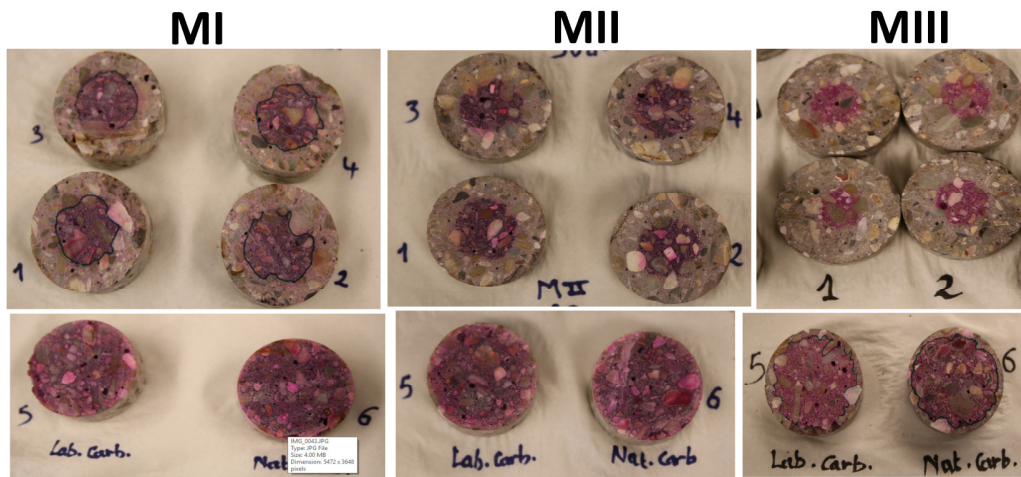 MI
MII
MIII
3
4
1
2
3
4
1
2
MII
1
2
5
6
Lab. Carb.
Nat
IMG_0043.JPG
Type: JPG File
Size: 4.00 MB
Dimension: 5472 x 3648
pixels
5
6
Lab. Carb.
Nat. Carb
5
6
Lab. Carb.
Nat. Carb.